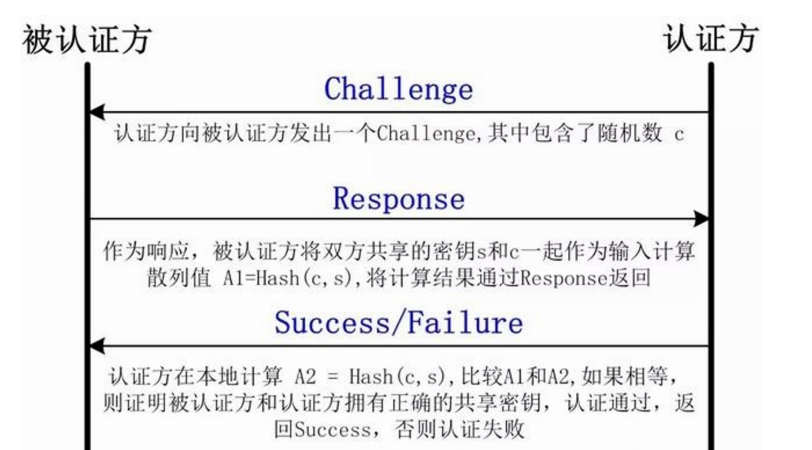 被认证方
认证方
Challenge
认证方向被认证方发出一个Challenge,其中包含了随机数 c
Response
作为响应，被认证方将双方共享的密钥s和c一起作为输入计算
散列值 A1=Hash(c,s),将计算结果通过Response返回
Success/Failure
认证方在本地计算 A2 = Hash(c,s),比较A1和A2,如果相等，
则证明被认证方和认证方拥有正确的共享密钥，认证通过，返
回Success，否则认证失败